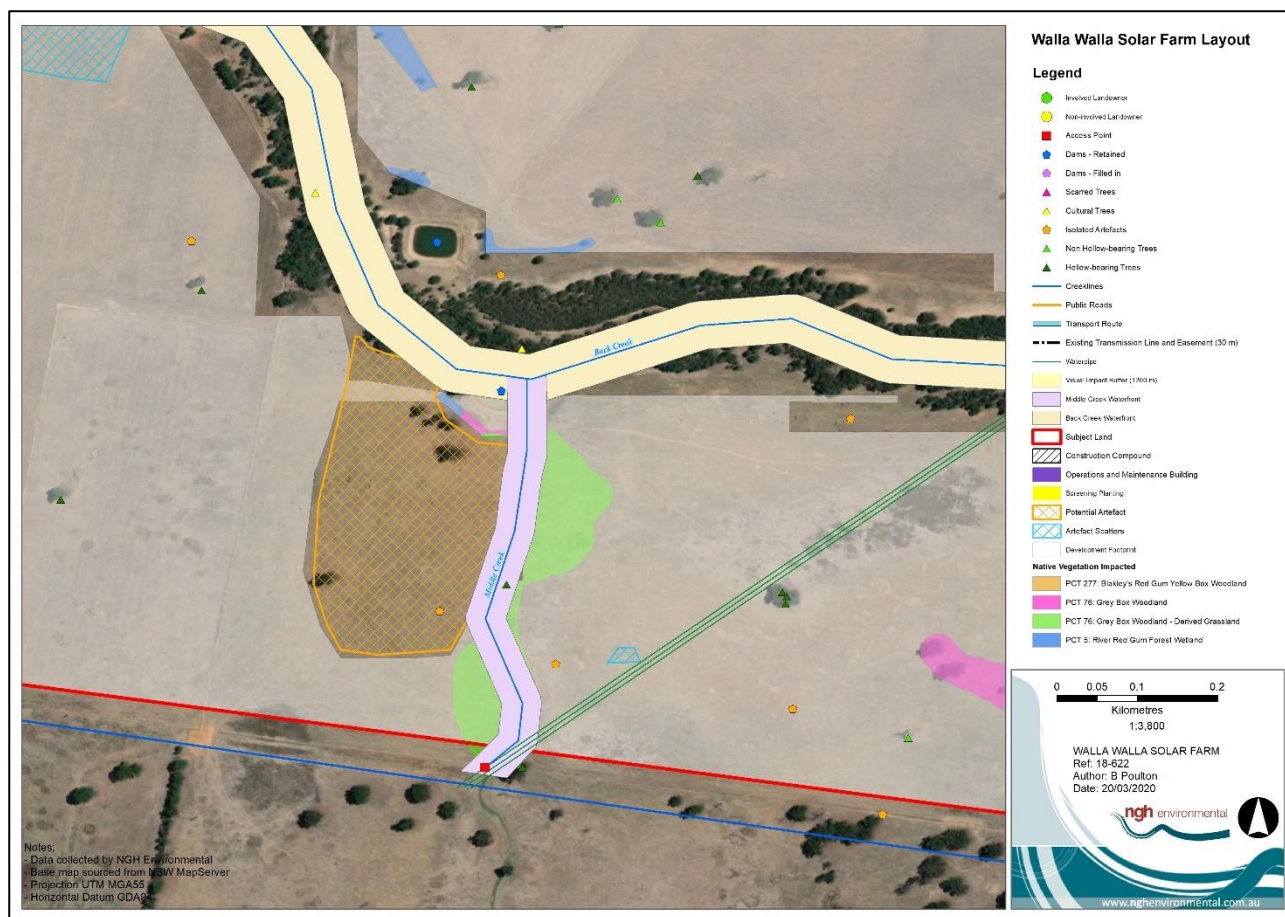 Walla Walla Solar Farm Layout
Legend
Involved Landowner
Non-involved Landowner
Access Point
Dams - Retained
Dams - Filled in
Scarred Trees
Cultural Trees
Isolated Artefacts
Non Hollow-bearing Trees
Hollow-bearing Trees
Creeklines
Public Roads
Transport Route
Existing Transmission Line and Easement (30 m)
Waterpipe
Visual Impact Buffer (1200 m)
Middle Creek Waterfront
Back Creek Waterfront
Subject Land
Construction Compound
Operations and Maintenance Building
Screening Planting
Potential Artefact
Artefact Scatters
Development Footprint
Native Vegetation Impacted
PCT 277: Blakley's Red Gum Yellow Box Woodland
PCT 76: Grey Box Woodland
PCT 76: Grey Box Woodland - Derived Grassland
PCT 5: River Red Gum Forest Wetland
Back Creek
Middle Creek
0 0.05 0.1 0.2
Kilometres
1:3,800
WALLA WALLA SOLAR FARM
Ref: 18-622
Author: B Poulton
Date: 20/03/2020
ngh environmental
www.nghenvironmental.com.au
Notes:
- Data collected by NGH Environmental
- Base map sourced from NSW MapServer
- Projection UTM MGA55
- Horizontal Datum GDA94